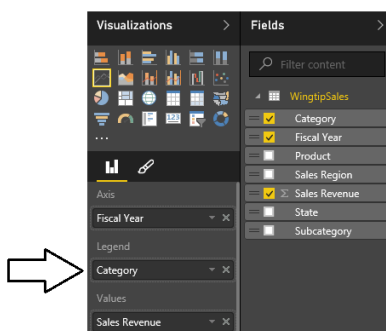 Visualizations
Axis
Fiscal Year
Legend
Category
Values
Sales Revenue
Fields
Filter content
WingtipSales
Category
Fiscal Year
Product
Sales Region
Σ Sales Revenue
State
Subcategory